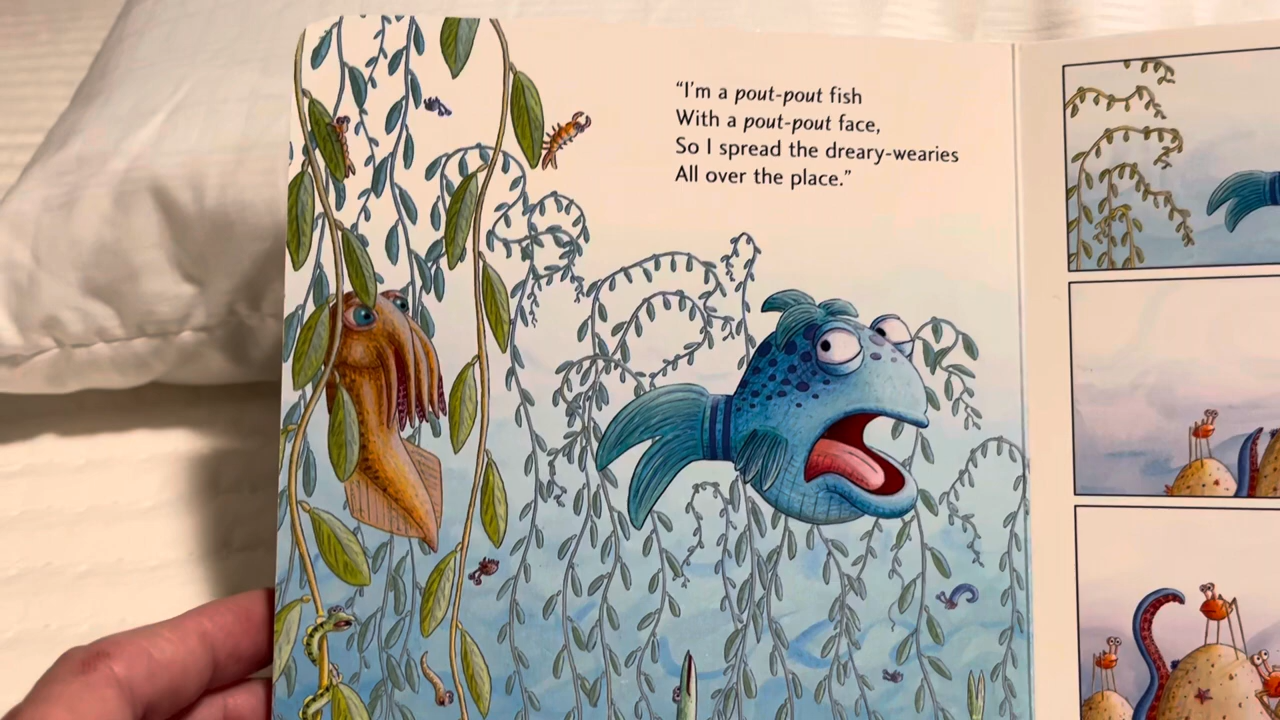 “I’m a pout-pout fish
With a pout-pout face,
So I spread the dreary-wearies
All over the place.”